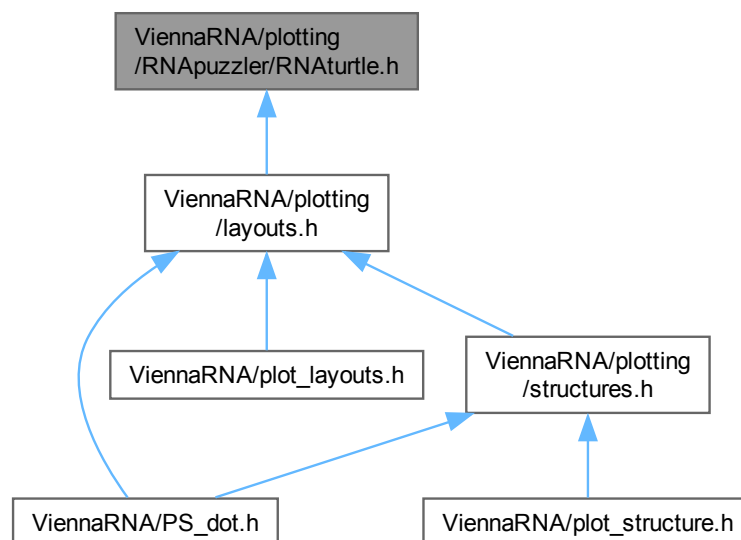 ViennaRNA/plotting
/RNApuzzler/RNAturtle.h
ViennaRNA/plotting
/layouts.h
ViennaRNA/plot_layouts.h
ViennaRNA/plotting
/structures.h
ViennaRNA/PS_dot.h
ViennaRNA/plot_structure.h